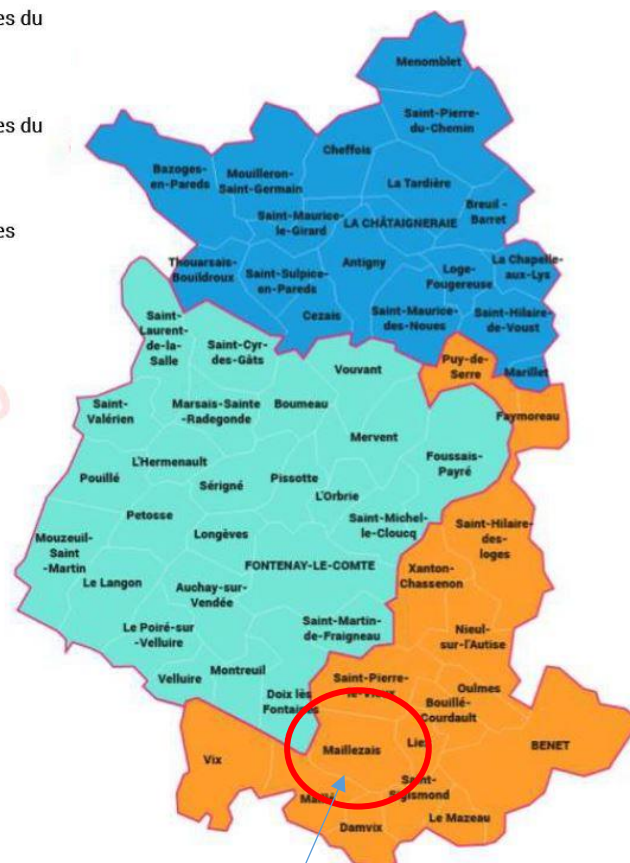 es du
es du
es
Menomblet
Saint-Pierre-
du-Chemin
Cheffois
Bazoges-
en-Pareds
Mouilleron-
Saint-Germain
La Tardière
Breuil -
Barret
Saint-Maurice-
le-Girard
LA CHÂTAIGNERAIE
Thouarsais-
Bouildroux
Saint-Sulpice-
en-Pareds
Antigny
Loge-
Fougereuse
La Chapelle-
aux-Lys
Cezais
Saint-Maurice-
des-Noues
Saint-Hilaire-
de-Voust
Saint-
Laurent-
de-la-
Salle
Saint-Cyr-
des-Gâts
Vouvant
Puy-de-
Serre
Marillet
Saint-
Valérien
Marsais-Sainte
-Radegonde
Boumeau
Faymoreau
Mervent
L'Hermenault
Foussais-
Payré
Pouillé
Sérigné
Pissotte
L'Orbrie
Petosse
Saint-Michel-
le-Cloucq
Saint-Hilaire-
des-
loges
Mouzeuil-
Saint
-Martin
Longèves
FONTENAY-LE-COMTE
Xanton-
Chassenon
Le Langon
Auchay-sur-
Vendée
Le Poiré-sur
-Velluire
Saint-Martin-
de-Fraigneau
Nieul-
sur-l'Autise
Velluire
Montreuil
Saint-Pierre-
le-Vieux
Doix lès
Fontaines
Oulmes
Bouillé-
Courdault
Vix
Maillezais
Liez
BENET
Maillé
Saint-
Sigismond
Damvix
Le Mazeau